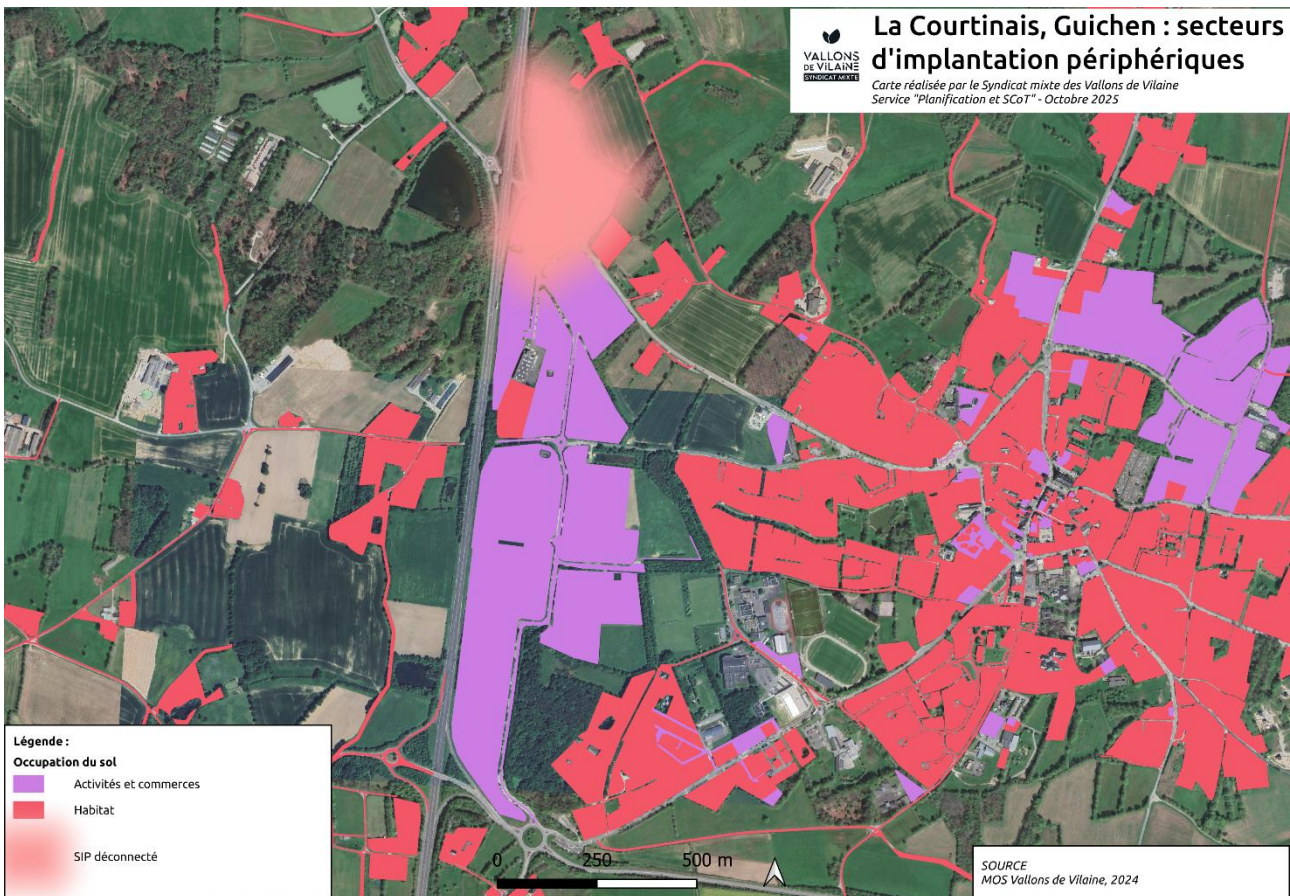 VALLONS
DE VILAINE
SYNDICAT MIXTE
La Courtinais, Guichen : secteurs
d'implantation périphériques
Carte réalisée par le Syndicat mixte des Vallons de Vilaine
Service "Planification et SCoT" - Octobre 2025
Légende :
Occupation du sol
Activités et commerces
Habitat
SIP déconnecté
0 250 500 m
SOURCE
MOS Vallons de Vilaine, 2024